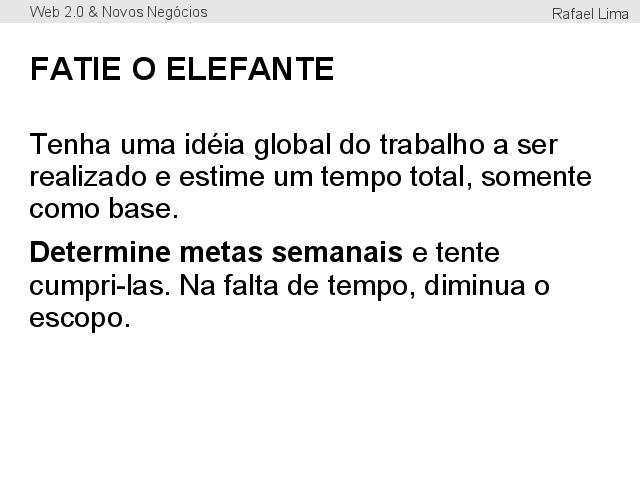 Web 2.0 & Novos Negócios
Rafael Lima
FATIE O ELEFANTE
Tenha uma idéia global do trabalho a ser
realizado e estime um tempo total, somente
como base.
Determine metas semanais e tente
cumpri-las. Na falta de tempo, diminua o
escopo.